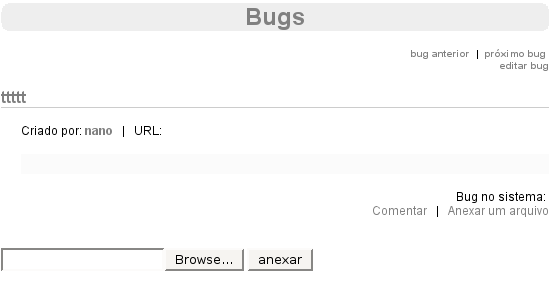 Bugs
bug anterior | próximo bug
editar bug
ttttt
Criado por: nano | URL:
Bug no sistema:
Comentar | Anexar um arquivo
Browse... anexar